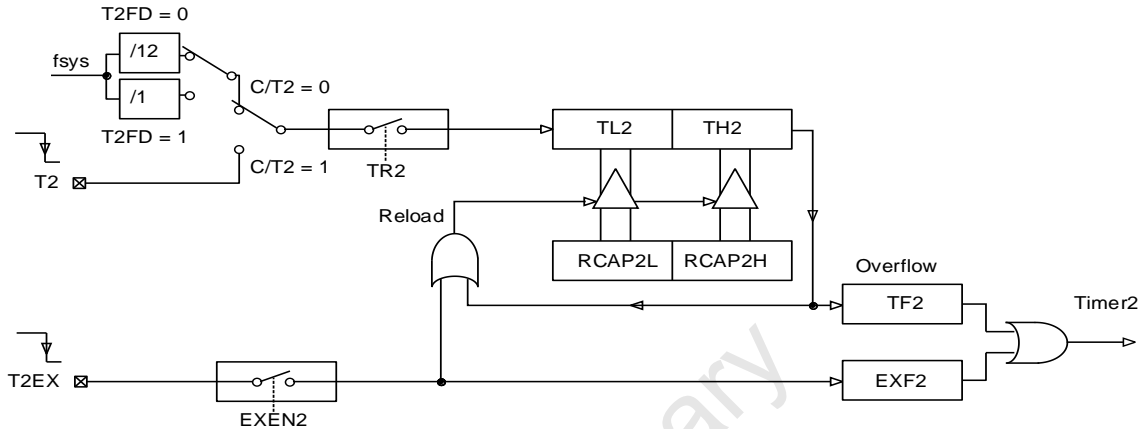 T2FD = 0
/12
fsys
C/T2 = 0
/1
T2FD = 1
TL2
TH2
T2
C/T2 = 1
TR2
Reload
RCAP2L
RCAP2H
Overflow
TF2
Timer2
T2EX
EXEN2
EXF2
ary